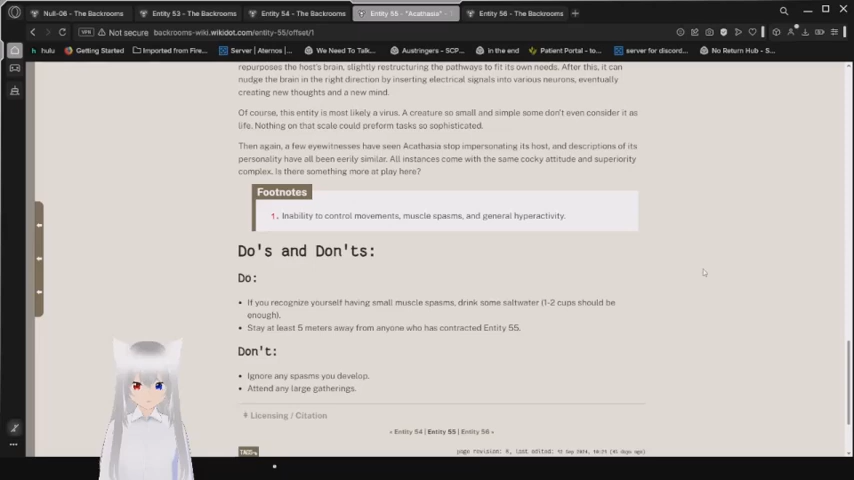 Null-06 - The Backrooms
Entity 53 - The Backrooms
Entity 54 - The Backrooms
Entity 55 - "Acathasia" -
Entity 56 - The Backrooms
Not secure backrooms-wiki.wikidot.com/entity-55/offset/1
hulu
Getting Started
Imported from Fire...
Server | Aternos |
We Need To Talk...
Austringers - SCP...
in the end
Patient Portal - to...
server for discord...
No Return Hub - S...
repurposes the host's brain, slightly restructuring the pathways to fit its own needs. After this, it can
nudge the brain in the right direction by inserting electrical signals into various neurons, eventually
creating new thoughts and a new mind.
Of course, this entity is most likely a virus. A creature so small and simple some don't even consider it as
life. Nothing on that scale could preform tasks so sophisticated.
Then again, a few eyewitnesses have seen Acathasia stop impersonating its host, and descriptions of its
personality have all been eerily similar. All instances come with the same cocky attitude and superiority
complex. Is there something more at play here?
Footnotes
1. Inability to control movements, muscle spasms, and general hyperactivity.
Do's and Don'ts:
Do:
• If you recognize yourself having small muscle spasms, drink some saltwater (1-2 cups should be
enough).
• Stay at least 5 meters away from anyone who has contracted Entity 55.
Don't:
• Ignore any spasms you develop.
• Attend any large gatherings.
Licensing / Citation
« Entity 54 | Entity 55 | Entity 56 »
TAGS
page revision: 6, last edited: